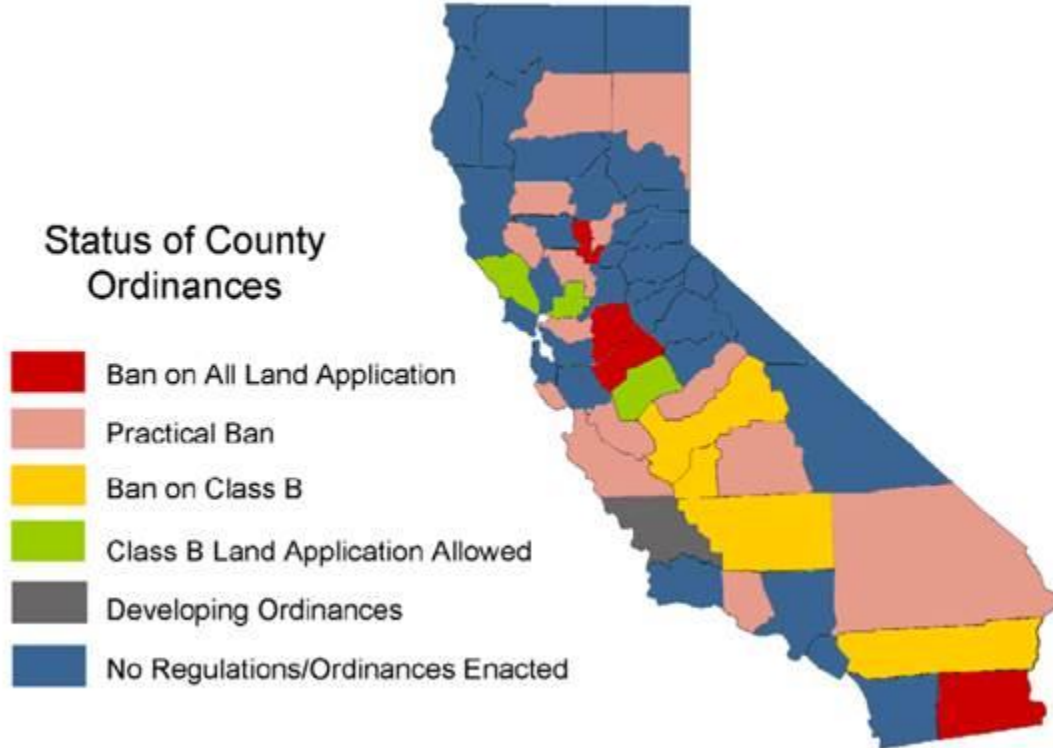 Status of County
Ordinances
Ban on All Land Application
Practical Ban
Ban on Class B
Class B Land Application Allowed
Developing Ordinances
No Regulations/Ordinances Enacted